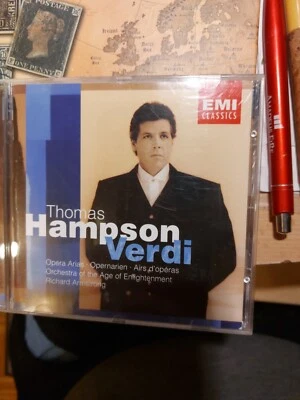 ONE PENNY
EMI
CLASSICS
Thomas
Hampson
Verdi
Opera Arias · Opernarien · Airs d'opéras
Orchestra of the Age of Enlightenment
Richard Armstrong